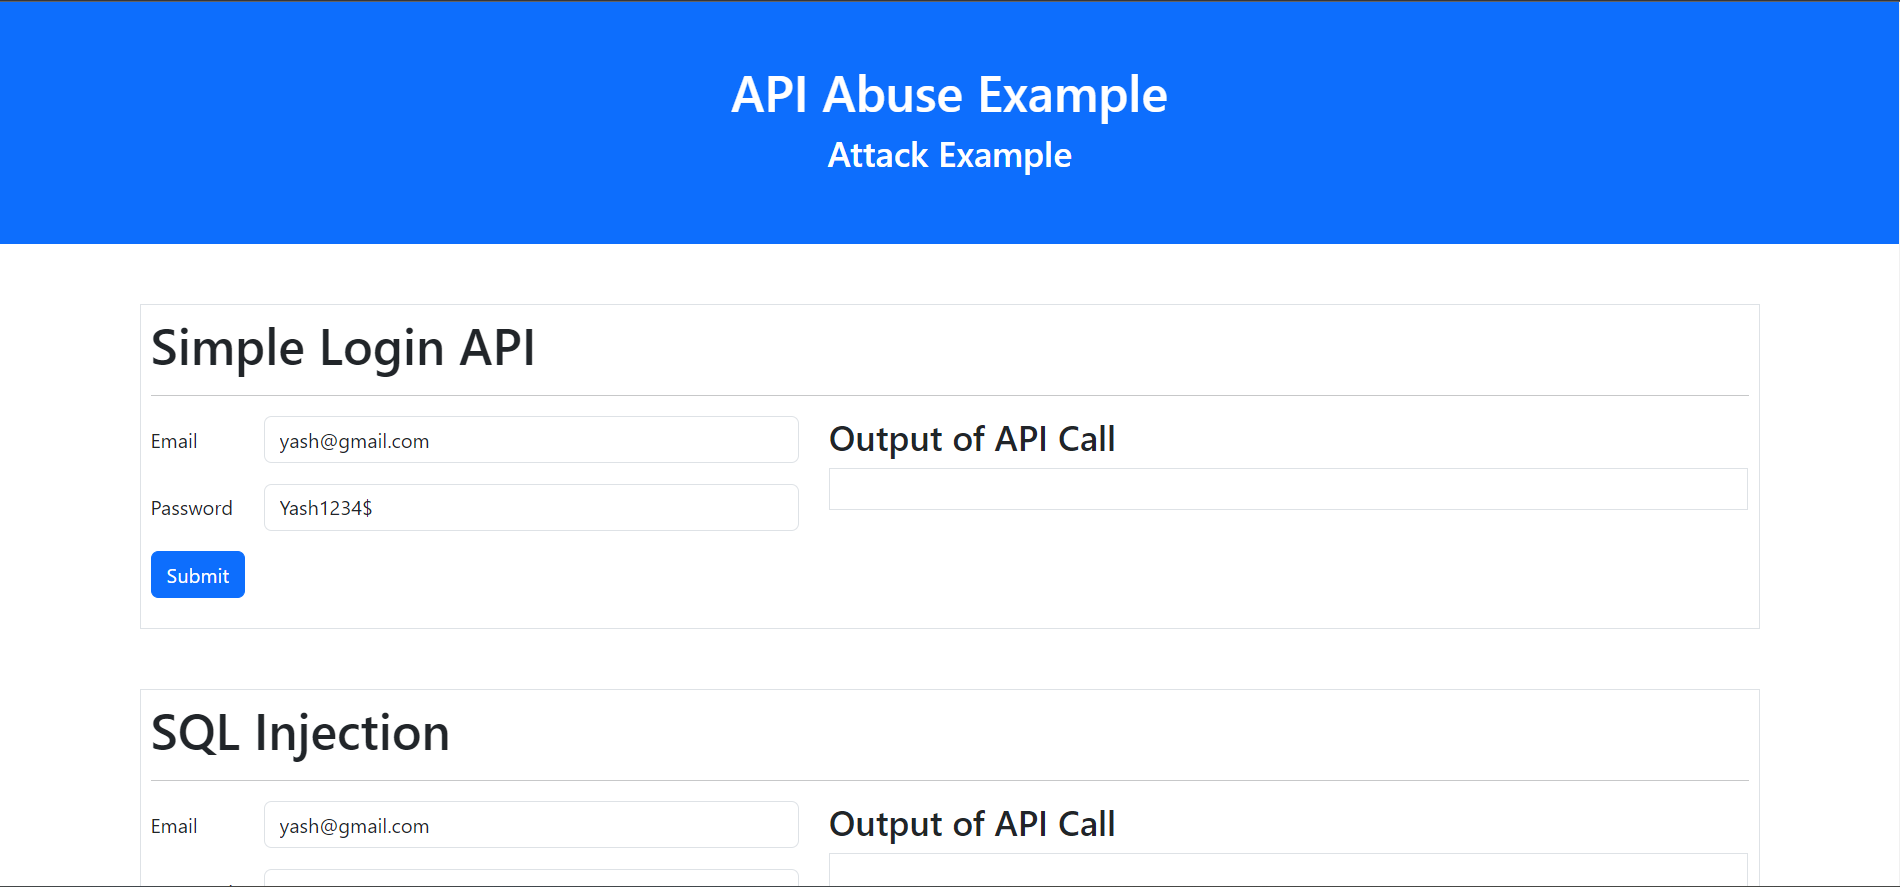 API Abuse Example
Attack Example
Simple Login API
Email
yash@gmail.com
Output of API Call
Password
Yash1234$
Submit
SQL Injection
Email
yash@gmail.com
Output of API Call